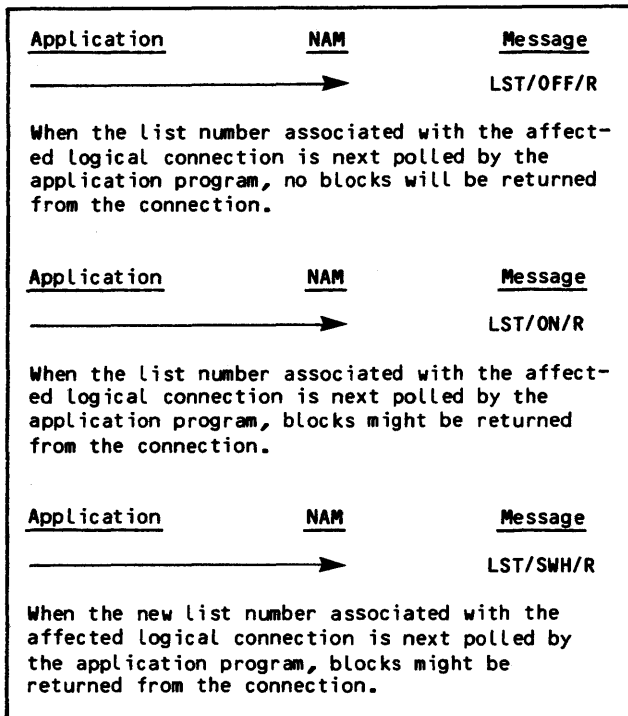 Application NAM Message
LST/OFF/R
When the list number associated with the affect-
ed logical connection is next polled by the
application program, no blocks will be returned
from the connection.
Application NAM Message
LST/ON/R
When the list number associated with the affect-
ed logical connection is next polled by the
application program, blocks might be returned
from the connection.
Application NAM Message
LST/SWH/R
When the new list number associated with the
affected logical connection is next polled by
the application program, blocks might be
returned from the connection.